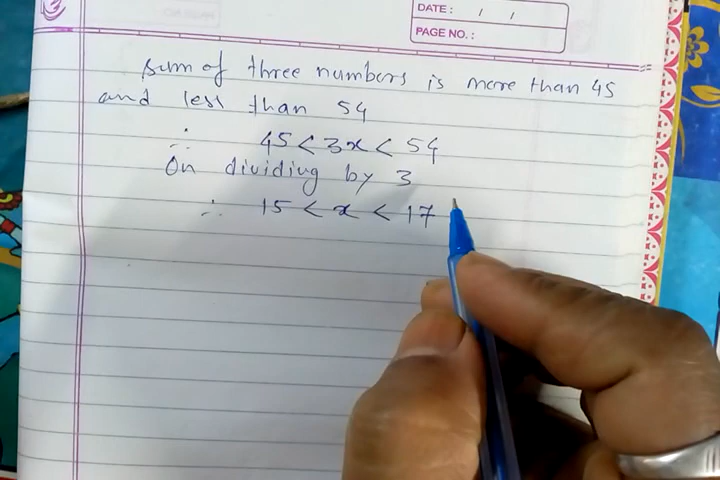 DATE: / /
PAGE NO.:
sum of three numbers is more than 45
and less than 54
∴ 45 < 3x < 54
On dividing by 3
∴ 15 < x < 17